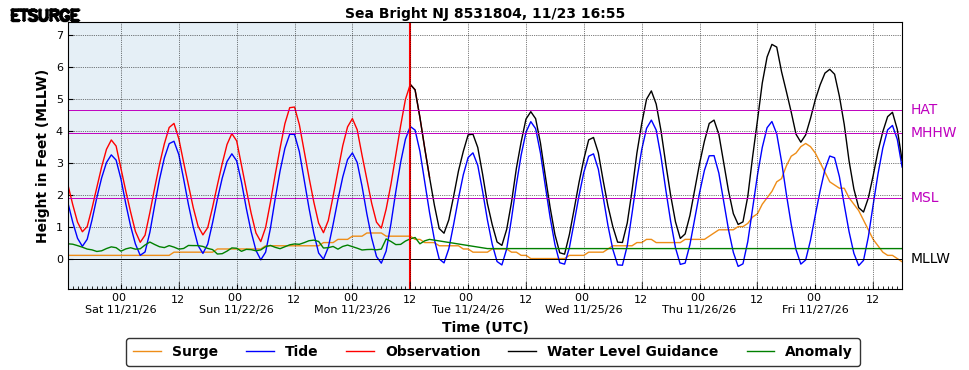 ETSURGE
Sea Bright NJ 8531804, 11/23 16:55
Height in Feet (MLLW)
7
6
5
4
3
2
1
0
HAT
MHHW
MSL
MLLW
00 12 00 12 00 12 00 12 00 12 00 12 00 12
Sat 11/21/26 Sun 11/22/26 Mon 11/23/26 Tue 11/24/26 Wed 11/25/26 Thu 11/26/26 Fri 11/27/26
Time (UTC)
Surge Tide Observation Water Level Guidance Anomaly